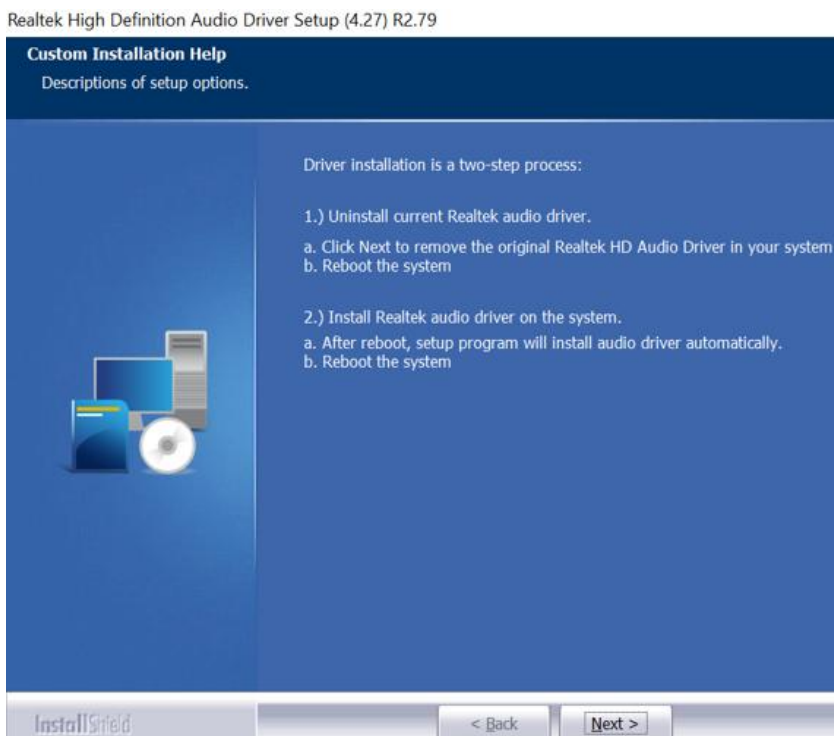 Realtek High Definition Audio Driver Setup (4.27) R2.79
Custom Installation Help
Descriptions of setup options.
Driver installation is a two-step process:
1.) Uninstall current Realtek audio driver.
a. Click Next to remove the original Realtek HD Audio Driver in your system
b. Reboot the system
2.) Install Realtek audio driver on the system.
a. After reboot, setup program will install audio driver automatically.
b. Reboot the system
InstallShield
< Back
Next >